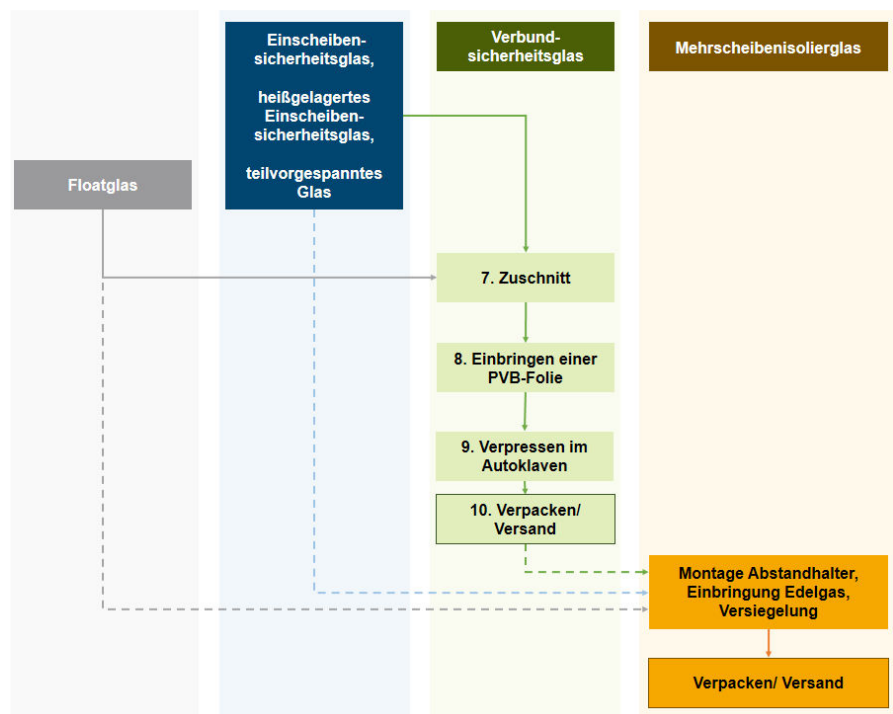 Einscheiben-
sicherheitsglas,
heißgelagertes
Einscheiben-
sicherheitsglas,
teilvorgespanntes
Glas
Verbund-
sicherheitsglas
Mehrscheibenisolierglas
Floatglas
7. Zuschnitt
8. Einbringen einer
PVB-Folie
9. Verpressen im
Autoklaven
10. Verpacken/
Versand
Montage Abstandhalter,
Einbringung Edelgas,
Versiegelung
Verpacken/ Versand